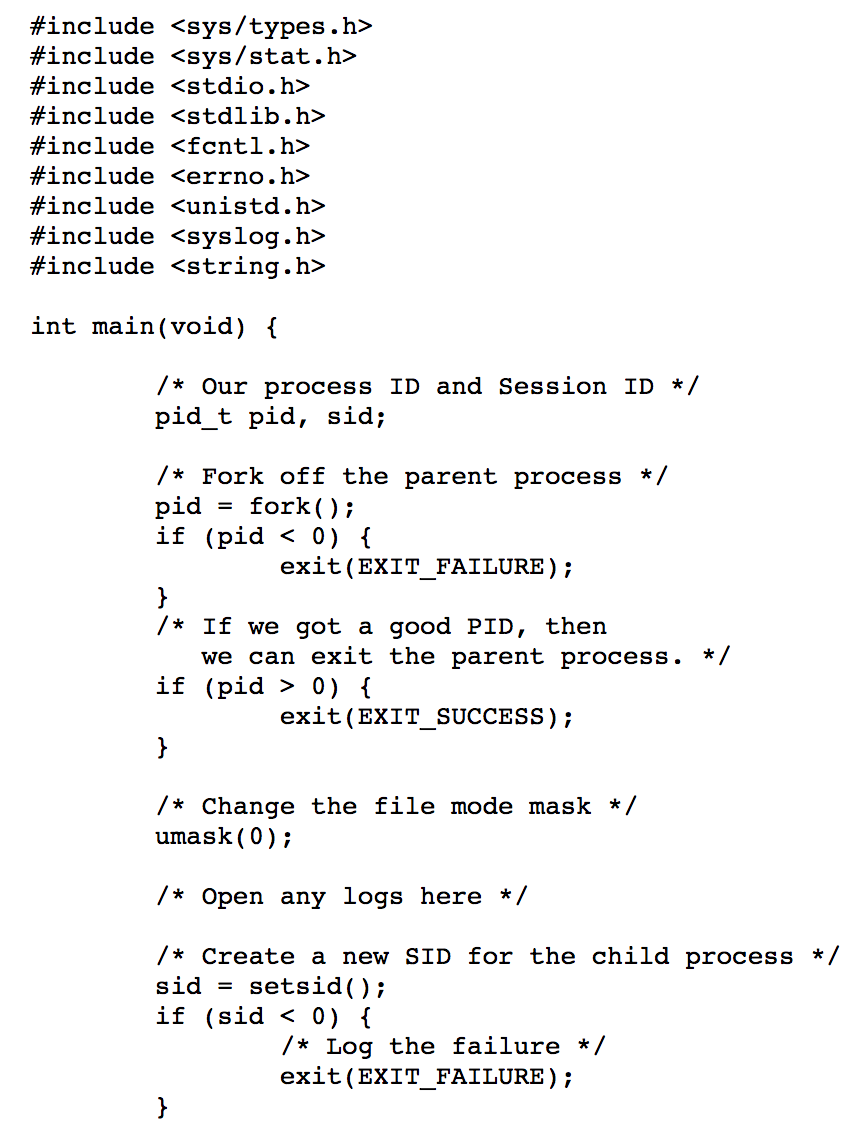 #include <sys/types.h>
#include <sys/stat.h>
#include <stdio.h>
#include <stdlib.h>
#include <fcntl.h>
#include <errno.h>
#include <unistd.h>
#include <syslog.h>
#include <string.h>

int main(void) {

        /* Our process ID and Session ID */
        pid_t pid, sid;

        /* Fork off the parent process */
        pid = fork();
        if (pid < 0) {
                exit(EXIT_FAILURE);
        }
        /* If we got a good PID, then
           we can exit the parent process. */
        if (pid > 0) {
                exit(EXIT_SUCCESS);
        }

        /* Change the file mode mask */
        umask(0);

        /* Open any logs here */

        /* Create a new SID for the child process */
        sid = setsid();
        if (sid < 0) {
                /* Log the failure */
                exit(EXIT_FAILURE);
        }